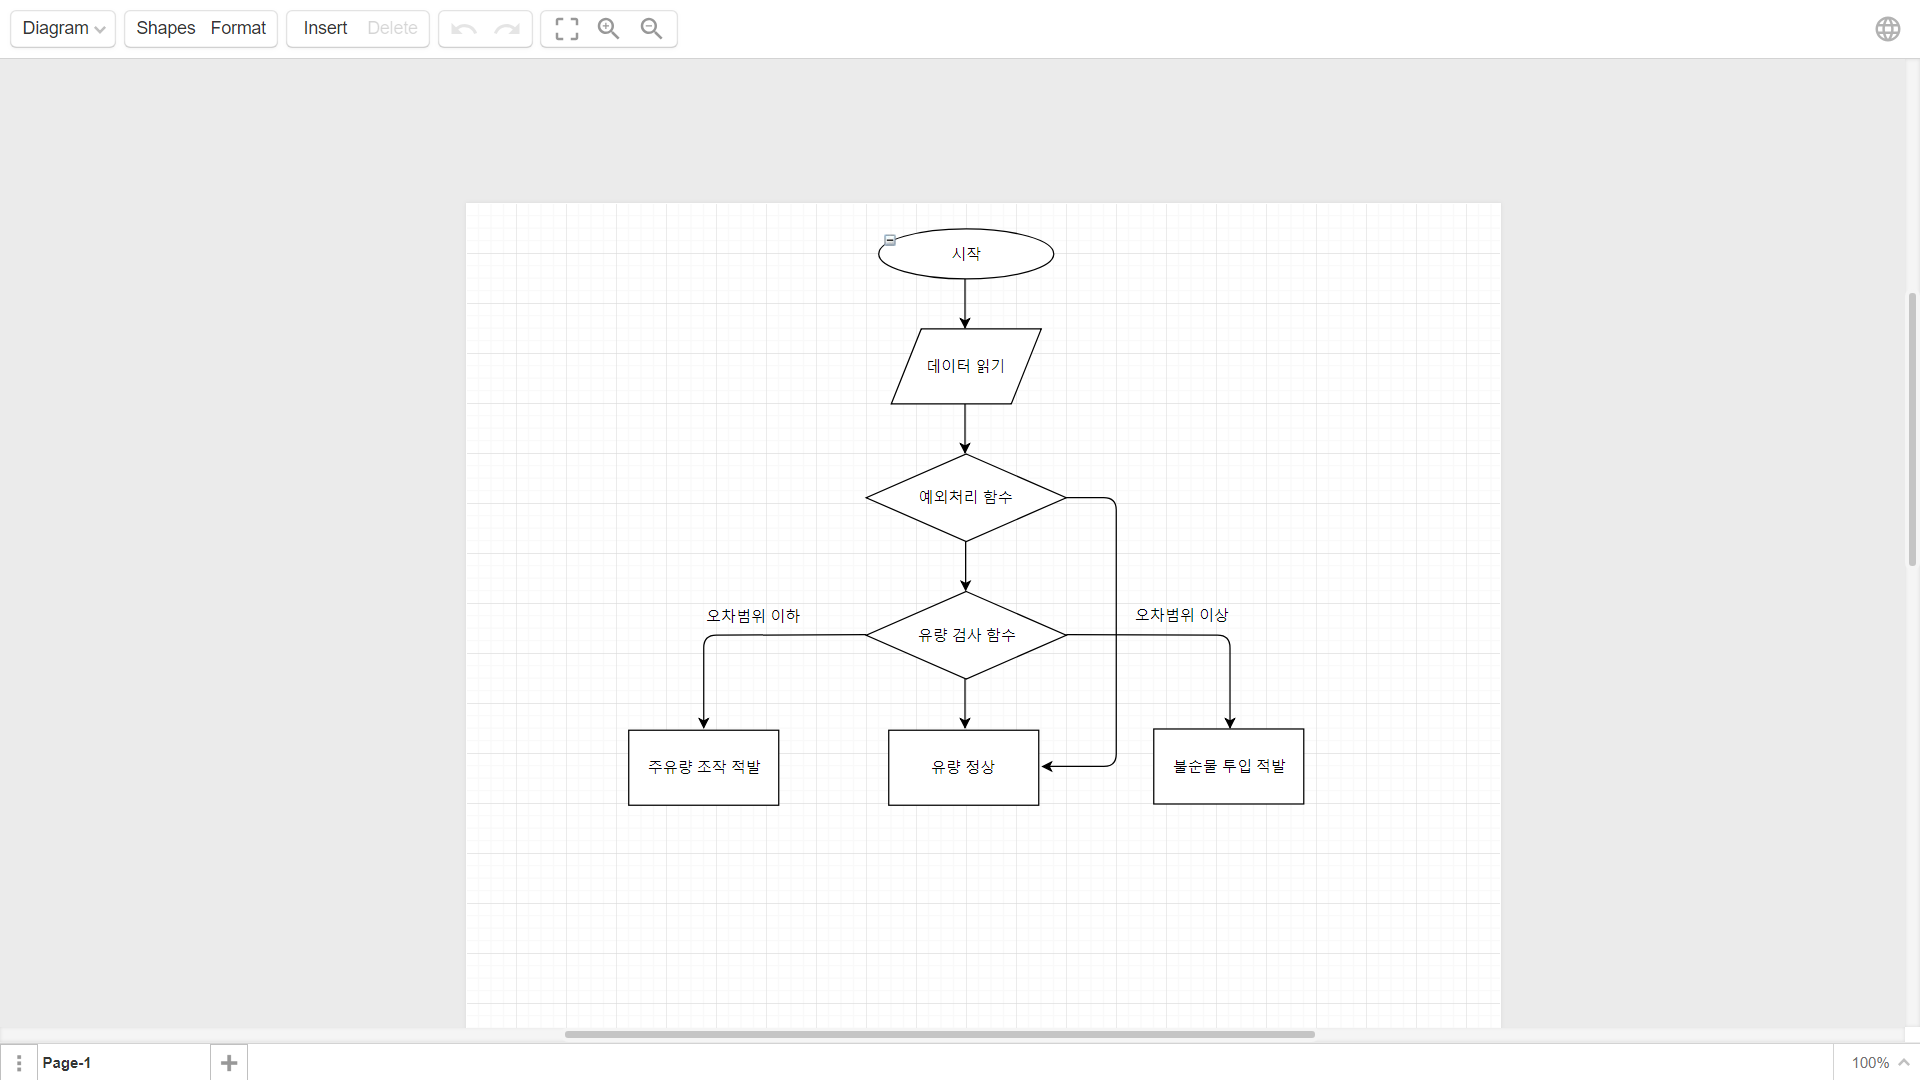 Diagram
Shapes Format
Insert Delete
시작
데이터 읽기
예외처리 함수
오차범위 이하
유량 검사 함수
오차범위 이상
주유량 조작 적발
유량 정상
불순물 투입 적발
Page-1
100%